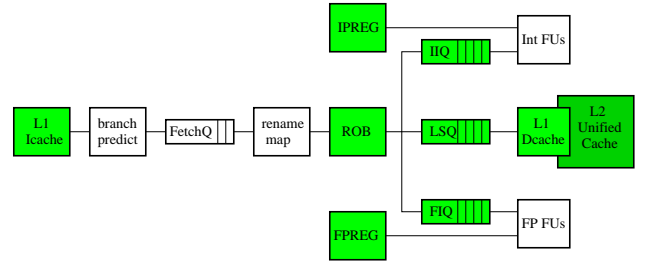 IPREG
IIQ
Int FUs
L1
Icache
branch
predict
FetchQ
rename
map
ROB
LSQ
L1
Dcache
L2
Unified
Cache
FIQ
FPREG
FP FUs